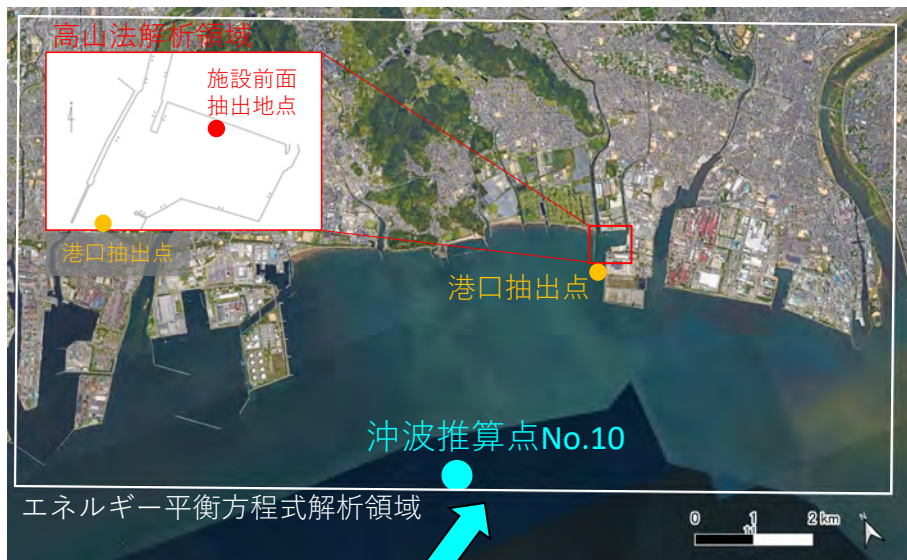 高山法解析領域
施設前面
抽出地点
港口抽出点
港口抽出点
沖波推算点No.10
エネルギー平衡方程式解析領域
0 1 2 km
N